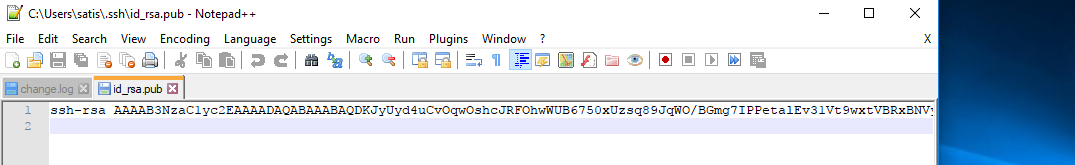 C:\Users\satis\.ssh\id_rsa.pub - Notepad++
File Edit Search View Encoding Language Settings Macro Run Plugins Window ? X
change.log id_rsa.pub
1 ssh-rsa AAAAB3NzaC1yc2EAAAADAQABAAABAQDKJyUyd4uCvOqwOshcJRFOhwWUB6750xUzsq89JqWO/BGmg7IPPetalEv3lVt9wxtVBRxBNVy
2